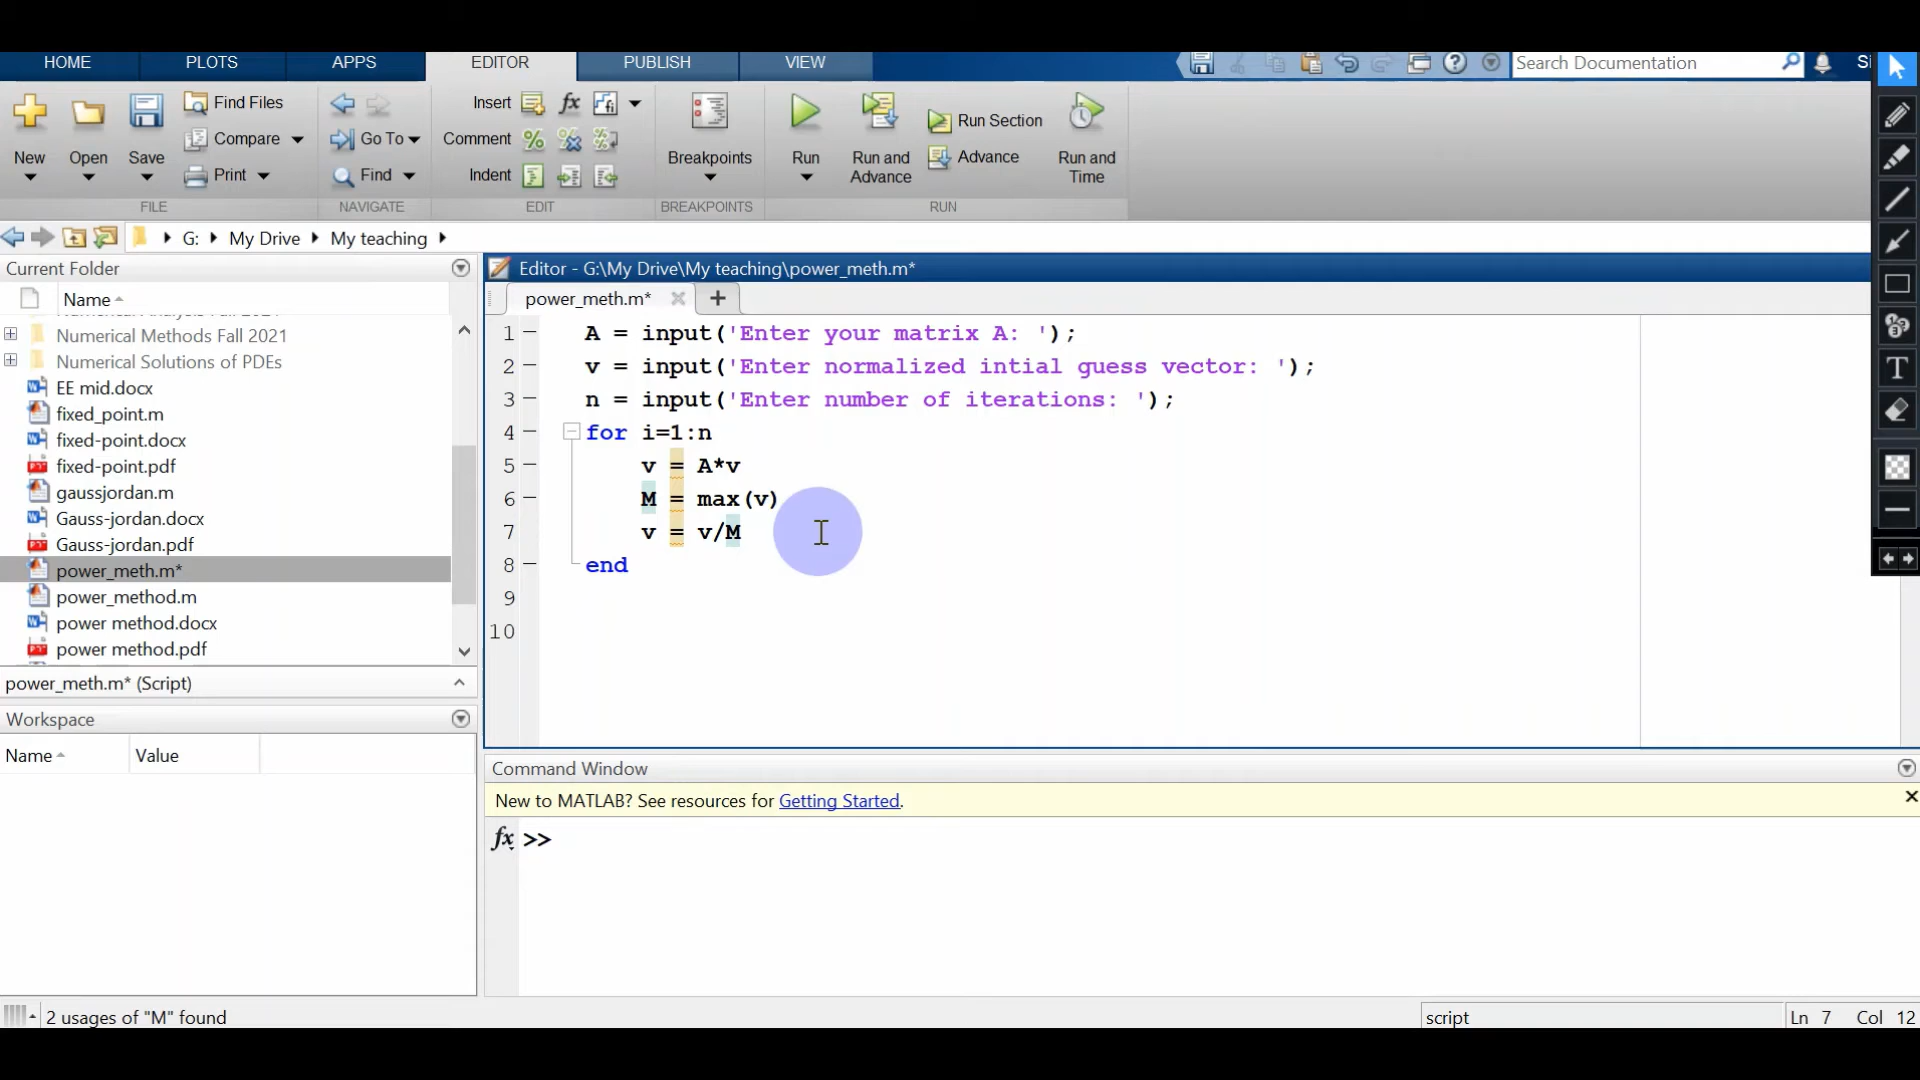 HOME PLOTS APPS EDITOR PUBLISH VIEW Search Documentation Si
Find Files Insert fx
Compare Go To Comment Run Section
New Open Save Breakpoints Run Run and Advance Advance Run and Time
Print Find Indent
FILE NAVIGATE EDIT BREAKPOINTS RUN
G: My Drive My teaching
Current Folder
Editor - G:\My Drive\My teaching\power_meth.m*
Name
power_meth.m* +
Numerical Analysis Fall 2021
Numerical Methods Fall 2021
Numerical Solutions of PDEs
EE mid.docx
fixed_point.m
fixed-point.docx
fixed-point.pdf
gaussjordan.m
Gauss-jordan.docx
Gauss-jordan.pdf
power_meth.m*
power_method.m
power method.docx
power method.pdf
power_meth.m* (Script)
Workspace
Name Value
1 A = input('Enter your matrix A: ');
2 v = input('Enter normalized intial guess vector: ');
3 n = input('Enter number of iterations: ');
4 for i=1:n
5 v = A*v
6 M = max(v)
7 v = v/M
8 end
9
10
Command Window
New to MATLAB? See resources for Getting Started.
fx >>
2 usages of "M" found
script Ln 7 Col 12